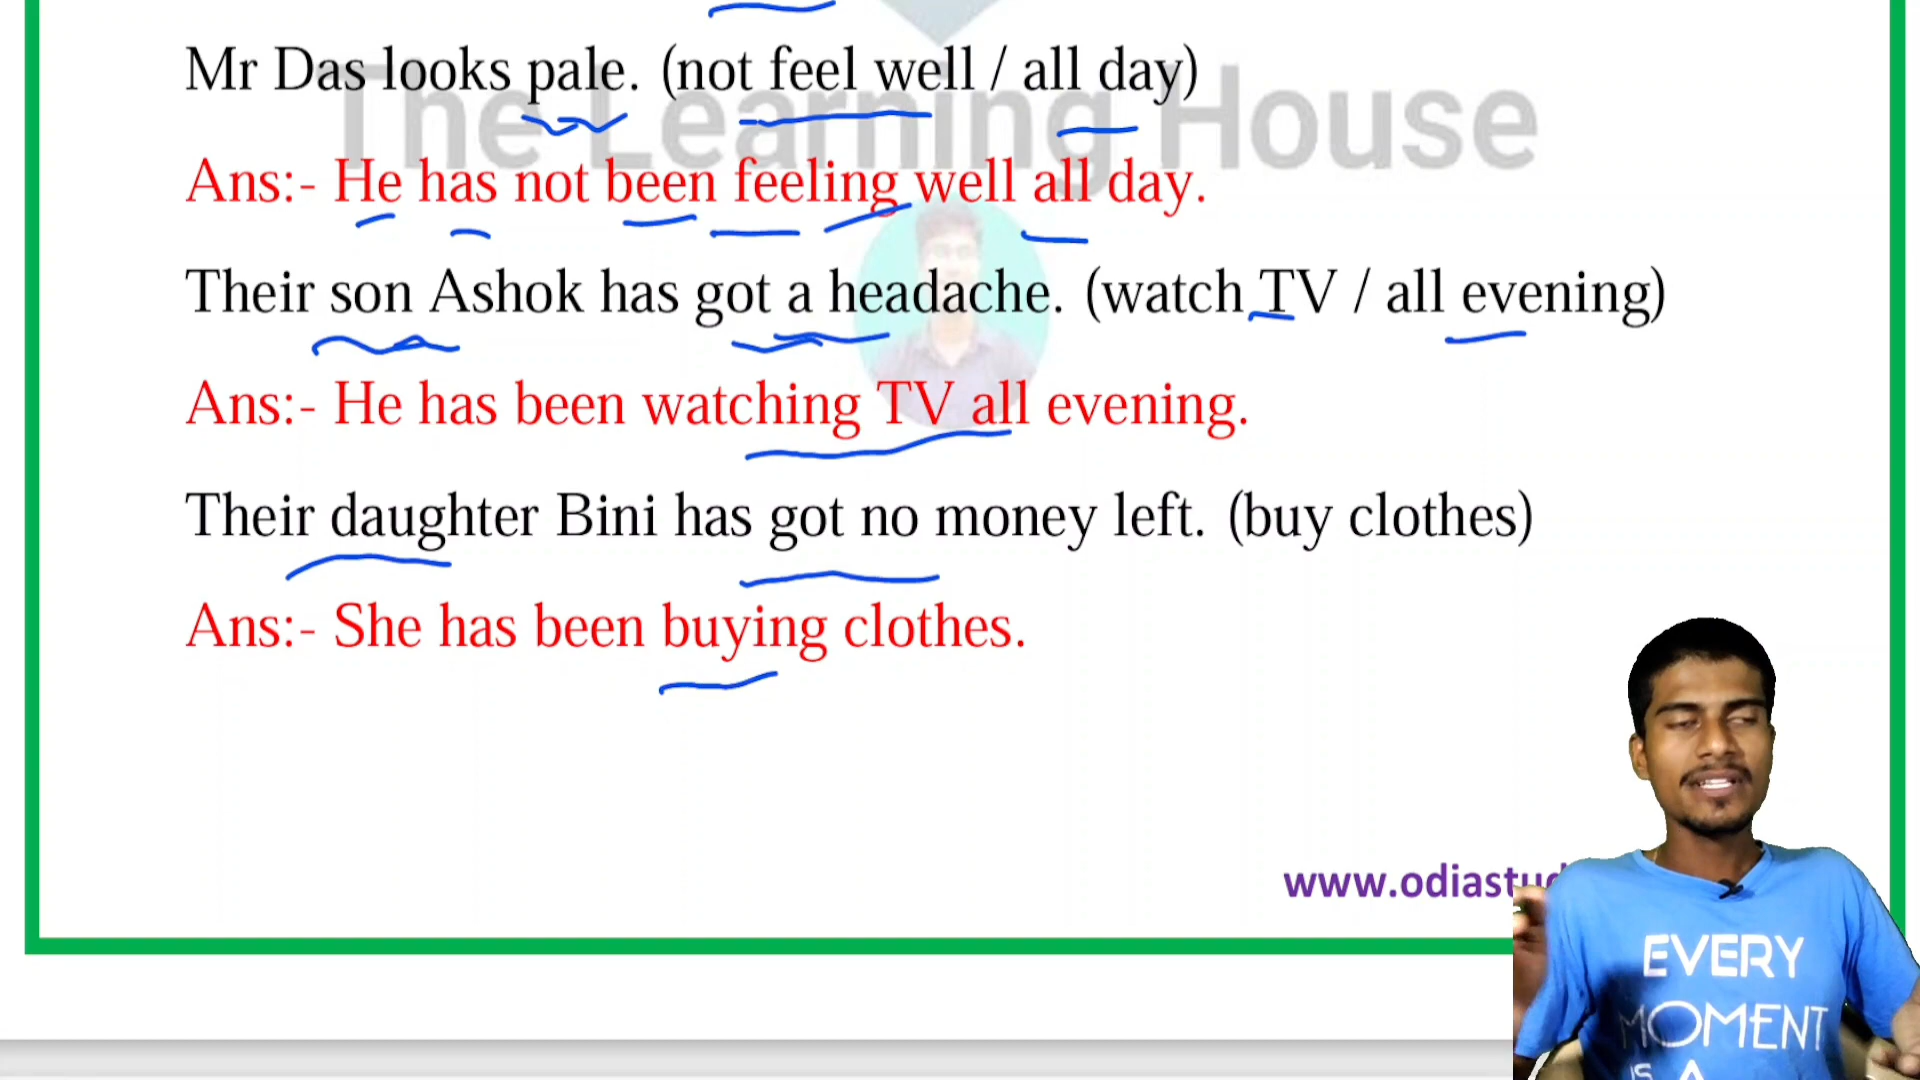 Mr Das looks pale. (not feel well / all day)
The Learning House
Ans:- He has not been feeling well all day.
Their son Ashok has got a headache. (watch TV / all evening)
Ans:- He has been watching TV all evening.
Their daughter Bini has got no money left. (buy clothes)
Ans:- She has been buying clothes.
www.odiastud
EVERY
MOMENT
IS A